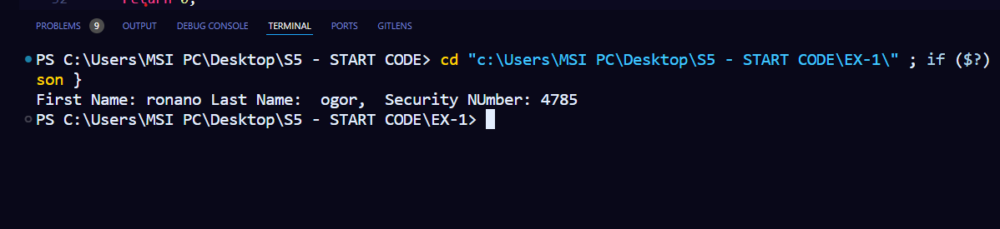 return 0;
PROBLEMS 9 OUTPUT DEBUG CONSOLE TERMINAL PORTS GITLENS
PS C:\Users\MSI PC\Desktop\S5 - START CODE> cd "c:\Users\MSI PC\Desktop\S5 - START CODE\EX-1\" ; if ($?)
son }
First Name: ronano Last Name:  ogor,  Security NUmber: 4785
PS C:\Users\MSI PC\Desktop\S5 - START CODE\EX-1>